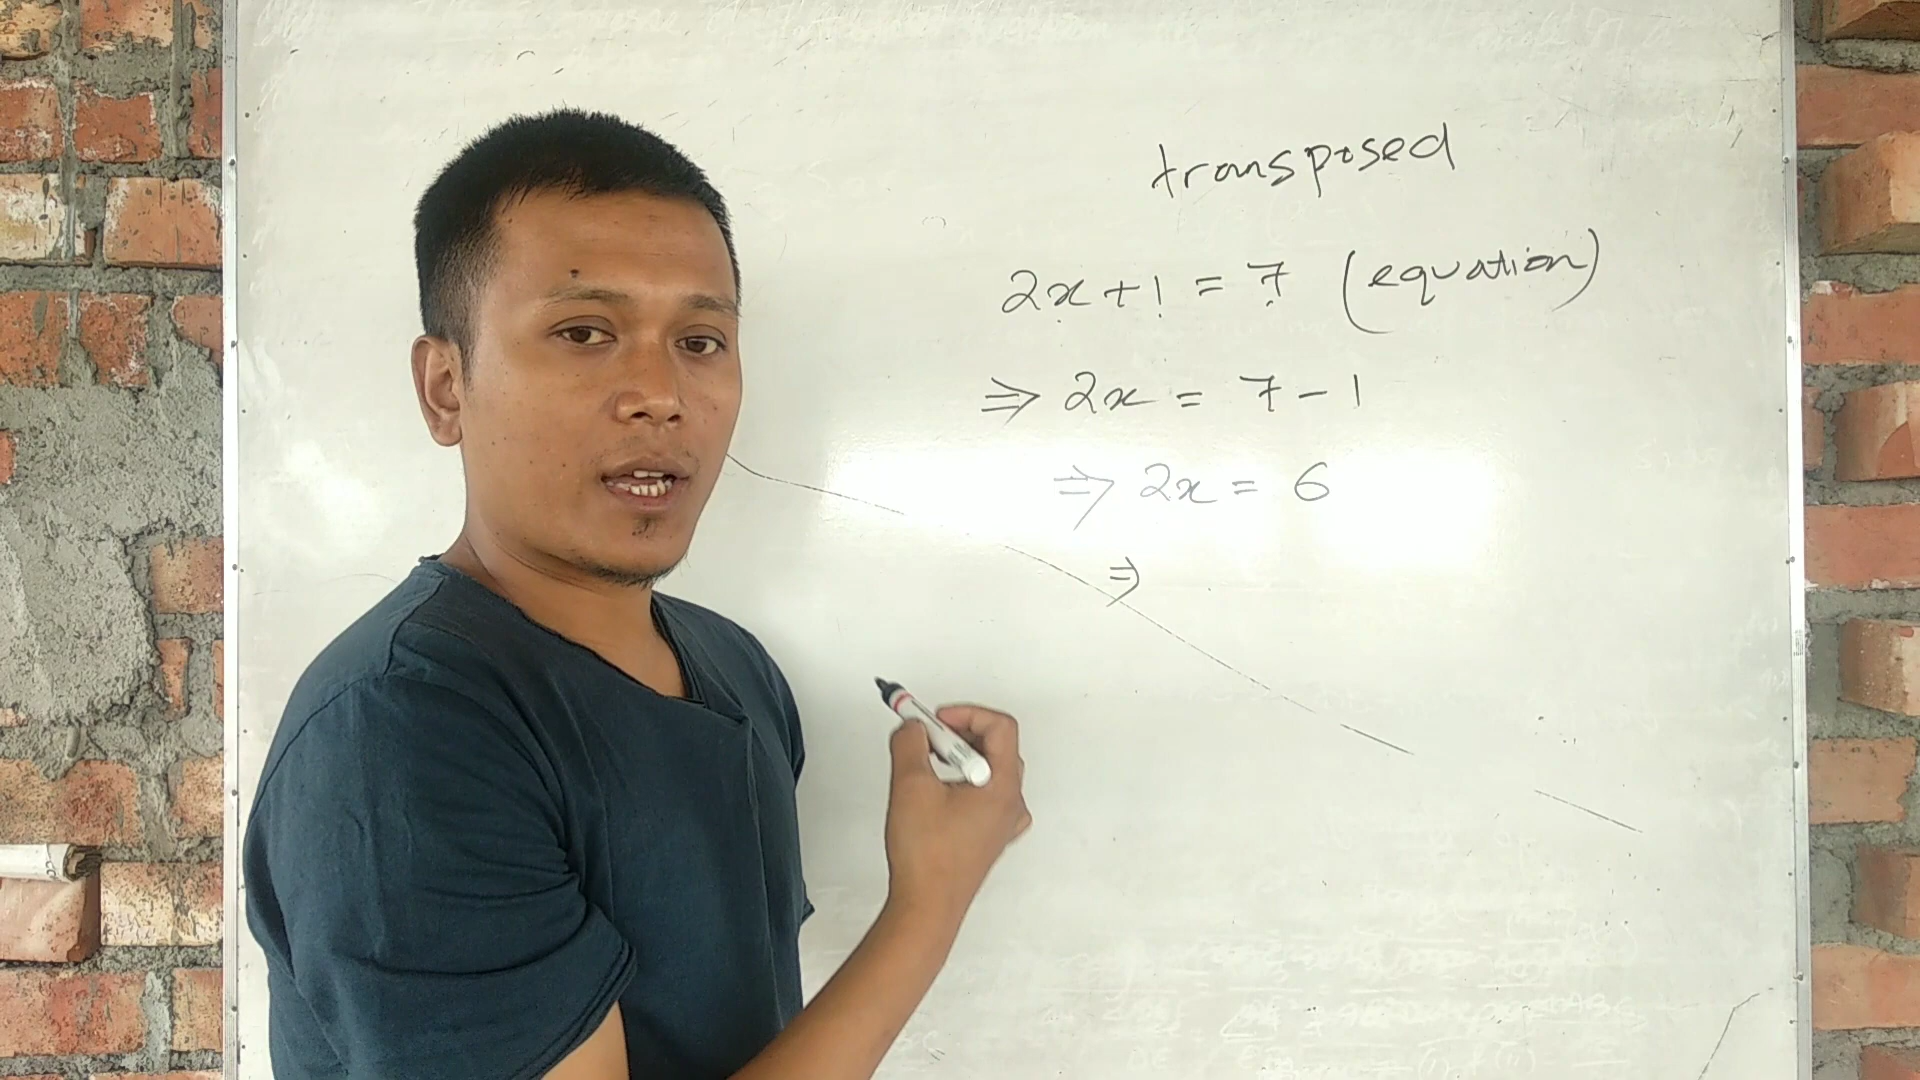 transposed
2x + 1 = 7 (equation)
⇒ 2x = 7 - 1
⇒ 2x = 6
⇒